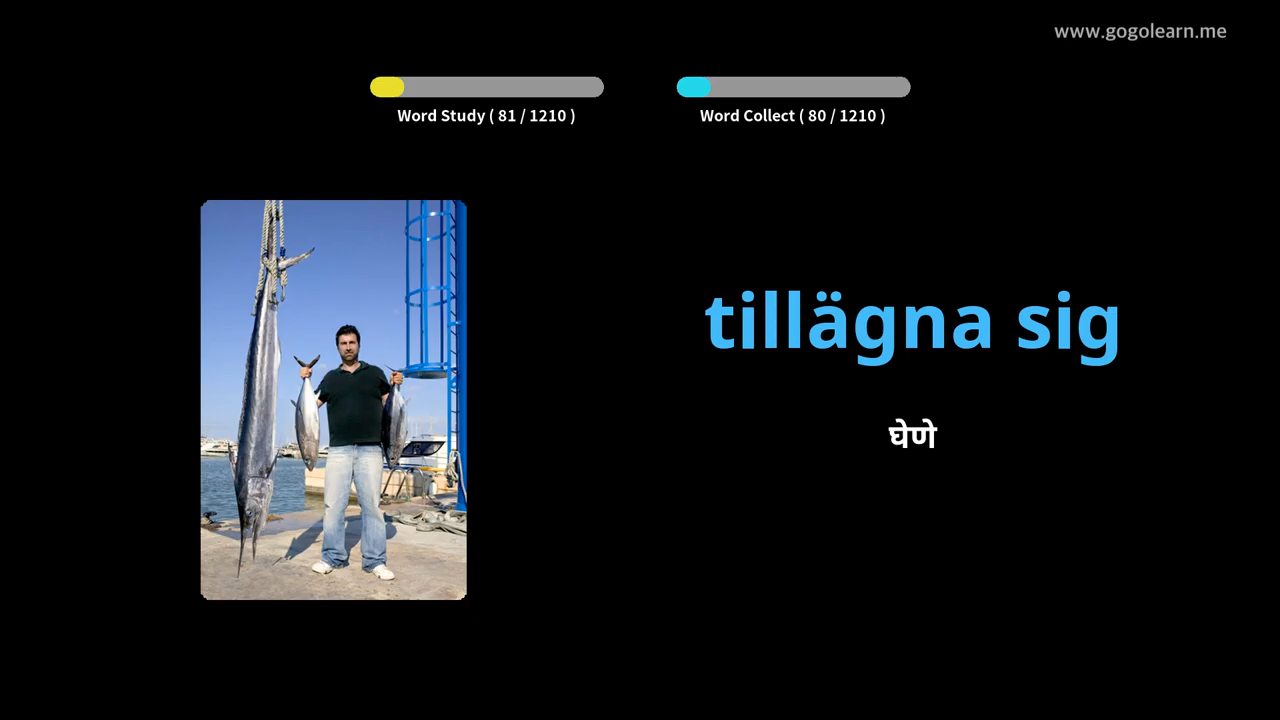 www.gogolearn.me
Word Study ( 81 / 1210 )
Word Collect ( 80 / 1210 )
tillägna sig
घेणे